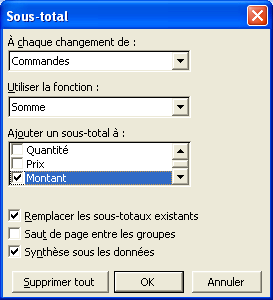 Sous-total
À chaque changement de :
Commandes
Utiliser la fonction :
Somme
Ajouter un sous-total à :
Quantité
Prix
Montant
Remplacer les sous-totaux existants
Saut de page entre les groupes
Synthèse sous les données
Supprimer tout
OK
Annuler